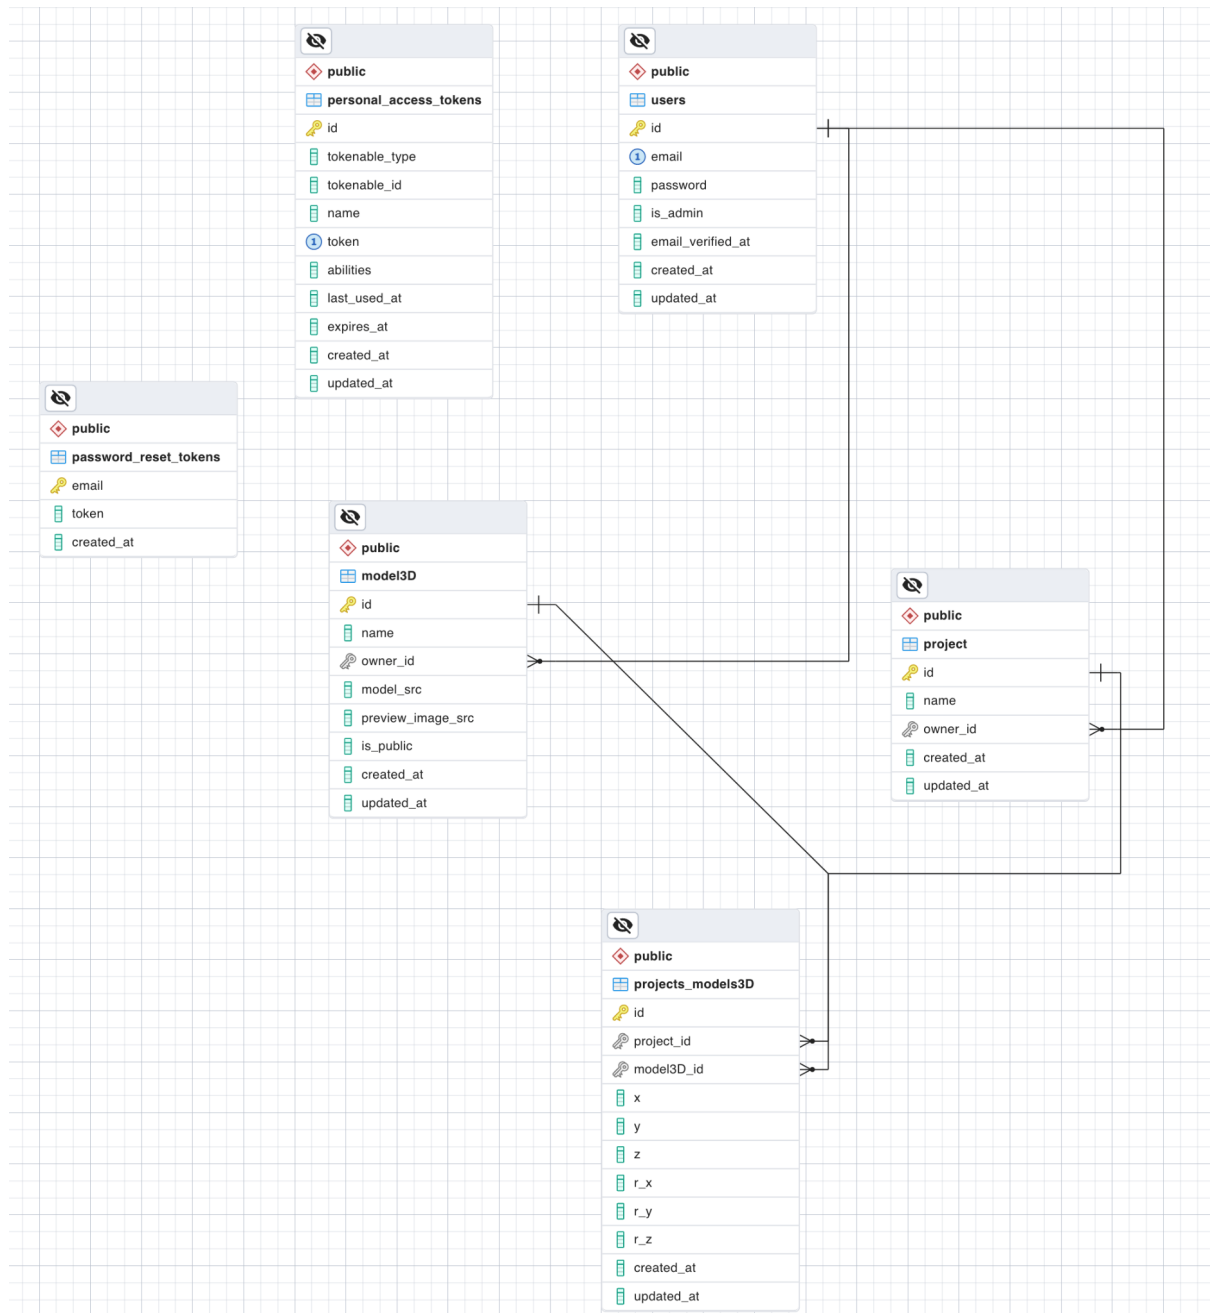 public
personal_access_tokens
id
tokenable_type
tokenable_id
name
1 token
abilities
last_used_at
expires_at
created_at
updated_at
public
users
id
1 email
password
is_admin
email_verified_at
created_at
updated_at
public
password_reset_tokens
email
token
created_at
public
model3D
id
name
owner_id
model_src
preview_image_src
is_public
created_at
updated_at
public
project
id
name
owner_id
created_at
updated_at
public
projects_models3D
id
project_id
model3D_id
x
y
z
r_x
r_y
r_z
created_at
updated_at